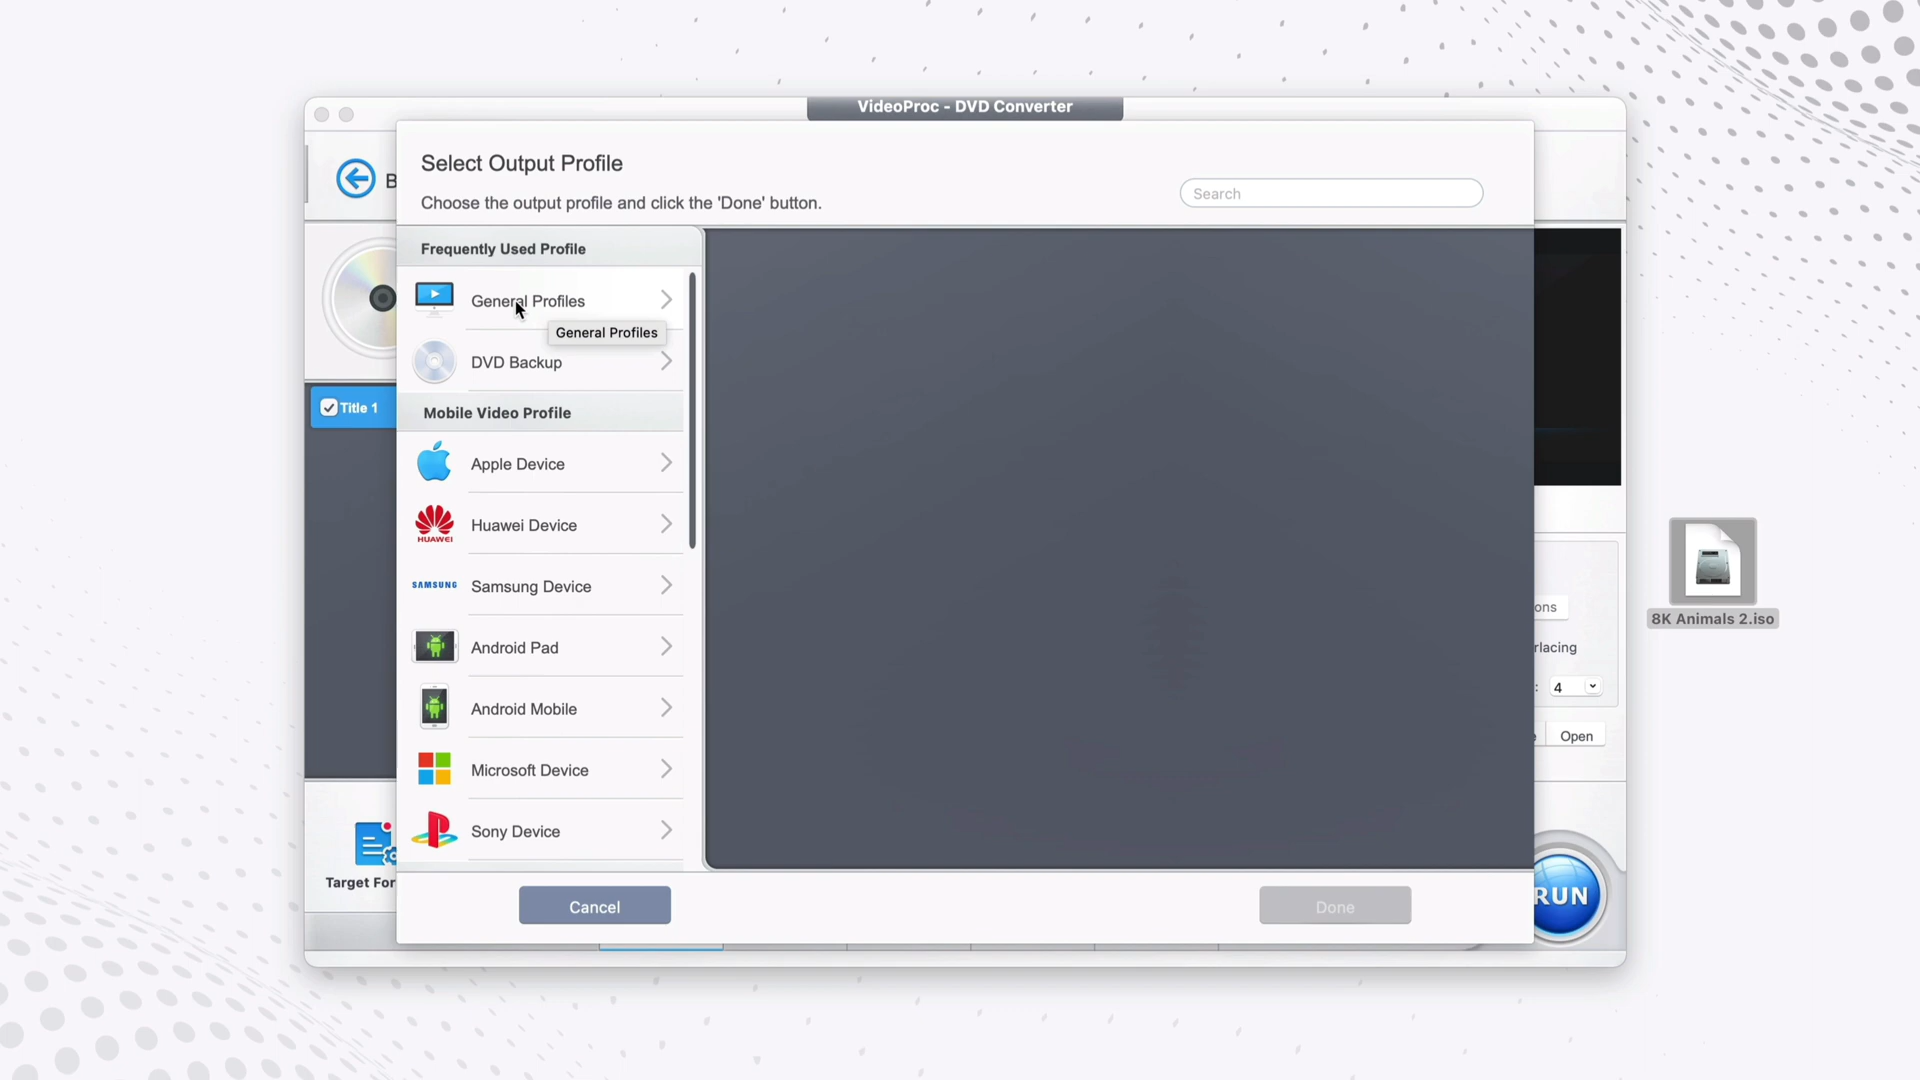 VideoProc - DVD Converter
Select Output Profile
Choose the output profile and click the 'Done' button.
Search
B
Frequently Used Profile
General Profiles
General Profiles
DVD Backup
Mobile Video Profile
Apple Device
HUAWEI
Huawei Device
SAMSUNG
Samsung Device
Android Pad
Android Mobile
Microsoft Device
Sony Device
Title 1
Target For
Cancel
Done
ons
rlacing
: 4
Open
RUN
8K Animals 2.iso